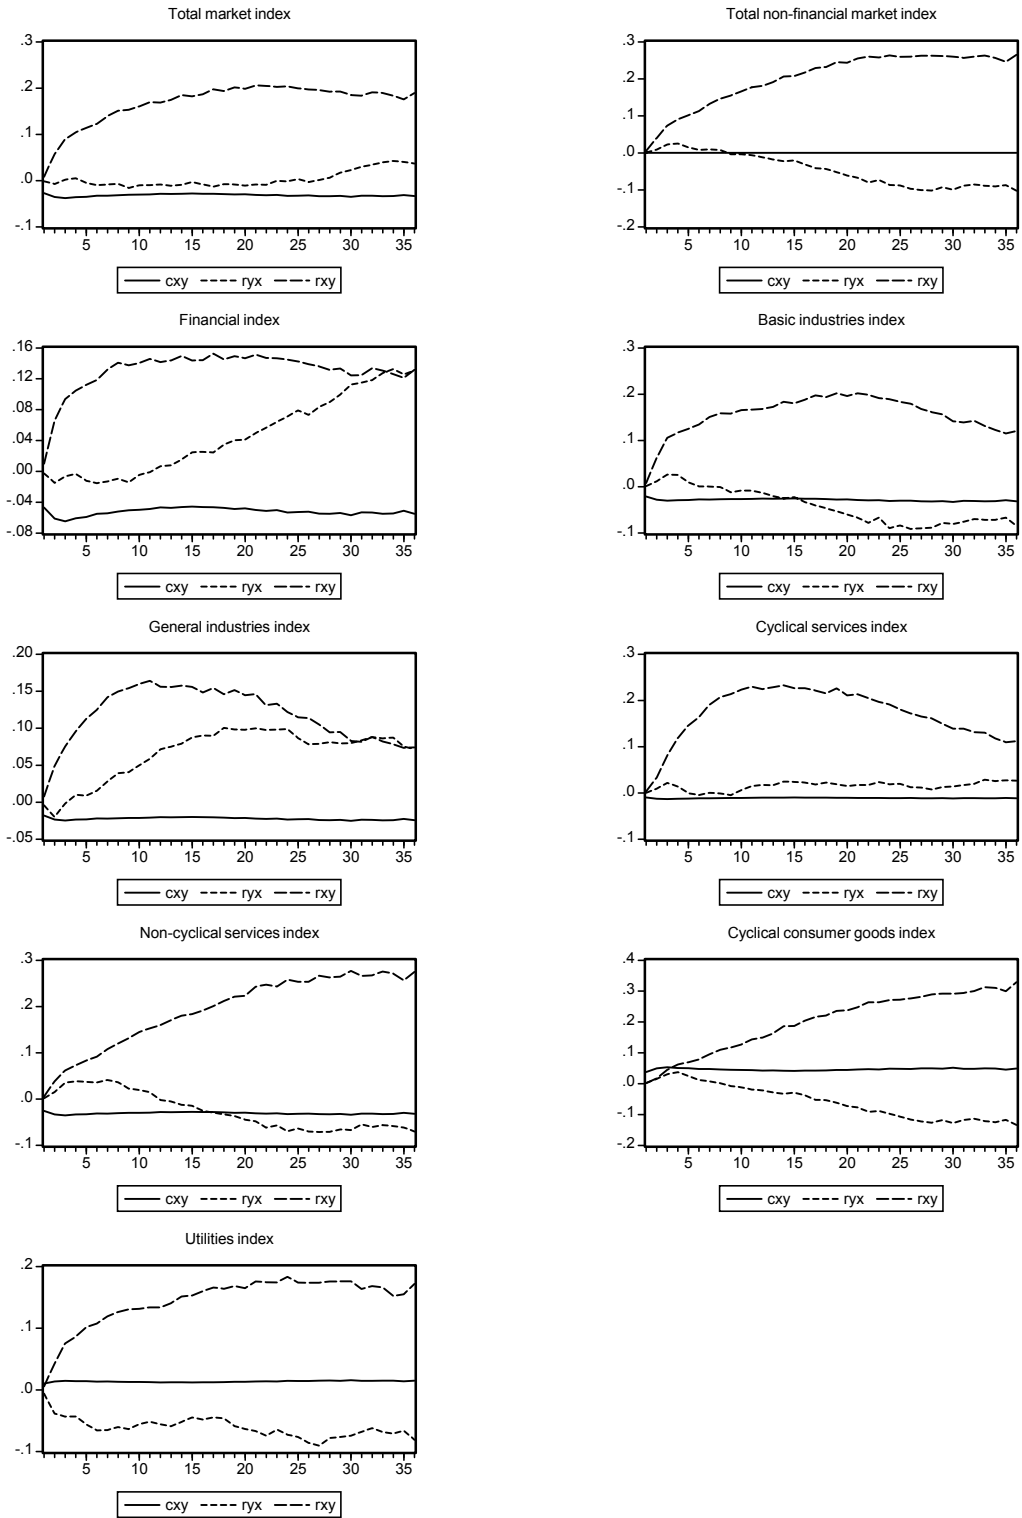 Total market index
.3
.2
.1
.0
-.1
5 10 15 20 25 30 35
cxy ryx rxy
Total non-financial market index
.3
.2
.1
.0
-.1
-.2
5 10 15 20 25 30 35
cxy ryx rxy
Financial index
.16
.12
.08
.04
.00
-.04
-.08
5 10 15 20 25 30 35
cxy ryx rxy
Basic industries index
.3
.2
.1
.0
-.1
5 10 15 20 25 30 35
cxy ryx rxy
General industries index
.20
.15
.10
.05
.00
-.05
5 10 15 20 25 30 35
cxy ryx rxy
Cyclical services index
.3
.2
.1
.0
-.1
5 10 15 20 25 30 35
cxy ryx rxy
Non-cyclical services index
.3
.2
.1
.0
-.1
5 10 15 20 25 30 35
cxy ryx rxy
Cyclical consumer goods index
.4
.3
.2
.1
.0
-.1
-.2
5 10 15 20 25 30 35
cxy ryx rxy
Utilities index
.2
.1
.0
-.1
5 10 15 20 25 30 35
cxy ryx rxy